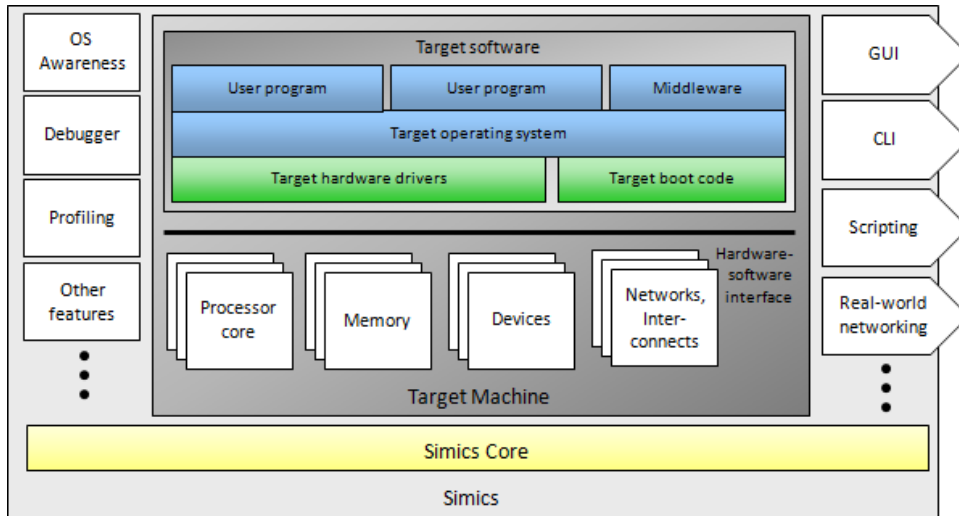 OS
Awareness
Debugger
Profiling
Other
features
Target software
User program
User program
Middleware
Target operating system
Target hardware drivers
Target boot code
Hardware-
software
interface
Processor
core
Memory
Devices
Networks,
Inter-
connects
Target Machine
GUI
CLI
Scripting
Real-world
networking
Simics Core
Simics